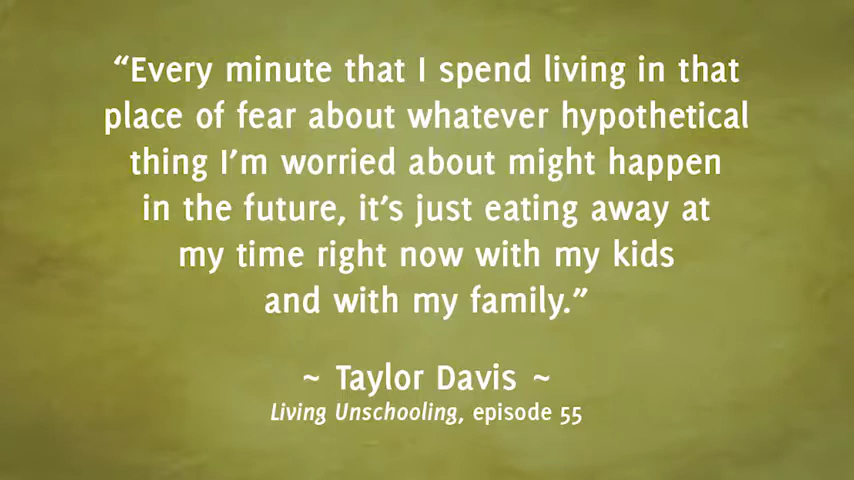 “Every minute that I spend living in that
place of fear about whatever hypothetical
thing I’m worried about might happen
in the future, it’s just eating away at
my time right now with my kids
and with my family.”
~ Taylor Davis ~
Living Unschooling, episode 55